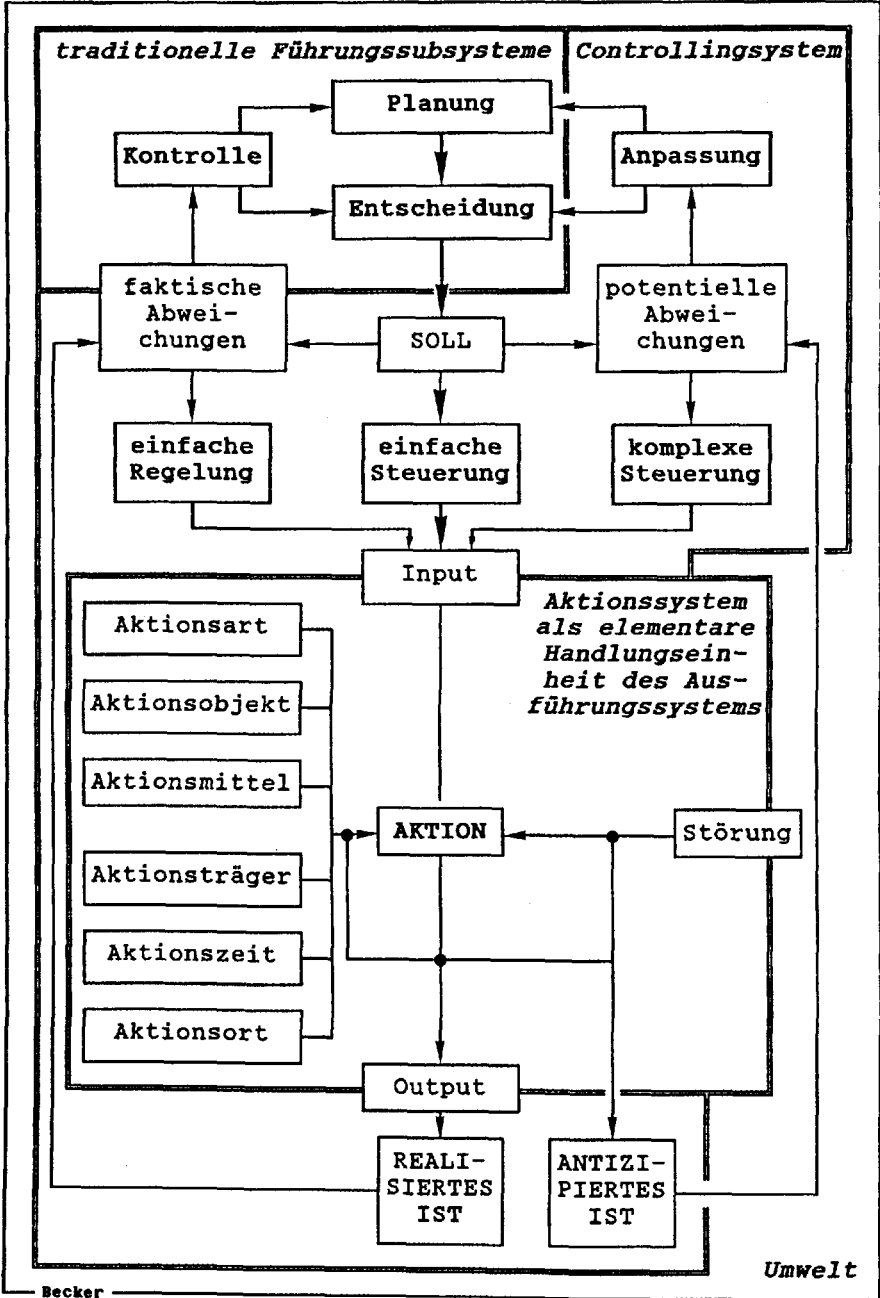 traditionelle Führungssubsysteme
Controllingsystem
Planung
Kontrolle
Anpassung
Entscheidung
faktische
Abwei-
chungen
SOLL
potentielle
Abwei-
chungen
einfache
Regelung
einfache
Steuerung
komplexe
Steuerung
Input
Aktionssystem
als elementare
Handlungsein-
heit des Aus-
führungssystems
Aktionsart
Aktionsobjekt
Aktionsmittel
AKTION
Störung
Aktionsträger
Aktionszeit
Aktionsort
Output
REALI-
SIERTES
IST
ANTIZI-
PIERTES
IST
Umwelt
Becker